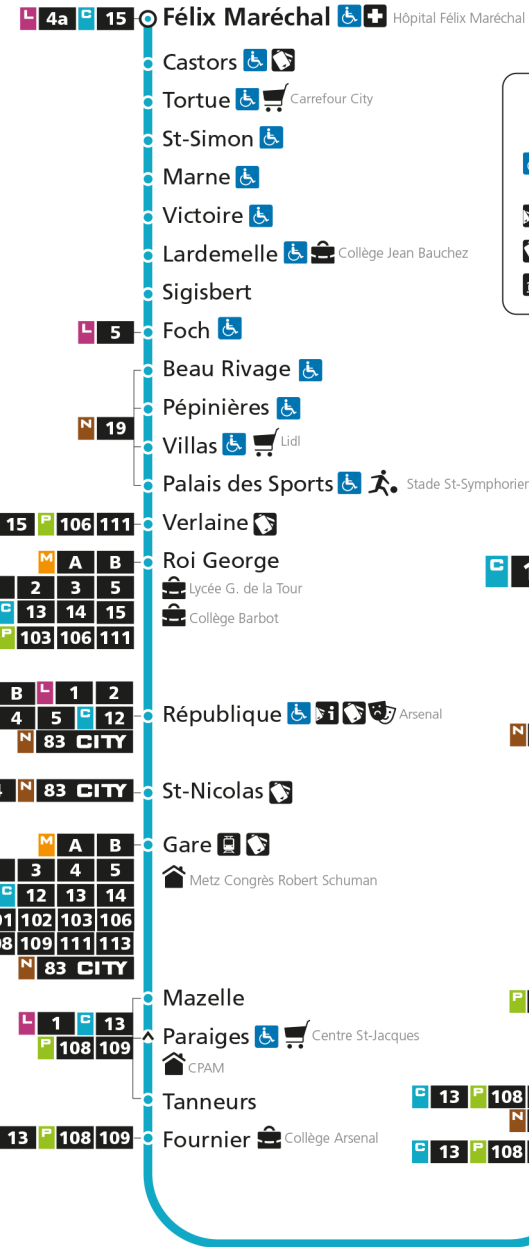 L 4a C 15 Félix Maréchal Hôpital Félix Maréchal
Castors
Tortue Carrefour City
St-Simon
Marne
Victoire
Lardemelle Collège Jean Bauchez
Sigisbert
L 5 Foch
Beau Rivage
Pépinières
N 19
Villas Lidl
Palais des Sports Stade St-Symphorien
15 P 106 111 Verlaine
M A B Roi George
2 3 5 Lycée G. de la Tour
C 13 14 15 Collège Barbot
P 103 106 111
C
B L 1 2
4 5 C 12 République Arsenal
N 83 CITY
N
N 83 CITY St-Nicolas
M A B Gare
3 4 5 Metz Congrès Robert Schuman
C 12 13 14
102 103 106
109 111 113
N 83 CITY
Mazelle
P
L 1 C 13 Paraiges Centre St-Jacques
P 108 109 CPAM
Tanneurs
C 13 P 108
N
13 P 108 109 Fournier Collège Arsenal
C 13 P 108